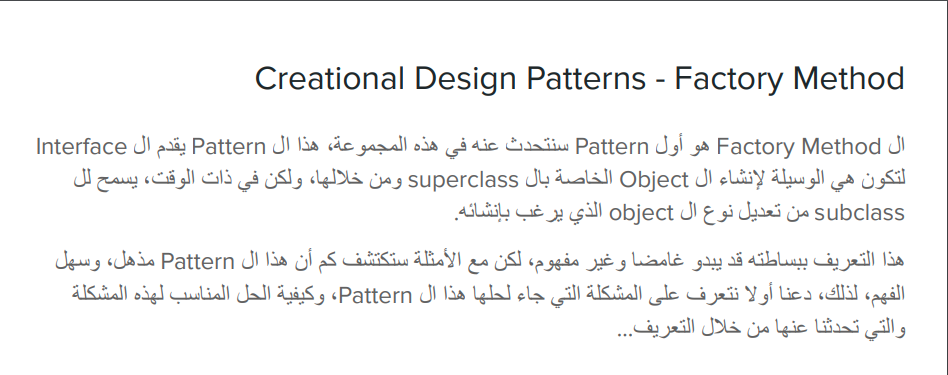 Creational Design Patterns - Factory Method
ال Factory Method هو أول Pattern سنتحدث عنه في هذه المجموعة، هذا ال Pattern يقدم ال Interface
لتكون هي الوسيلة لإنشاء ال Object الخاصة بال superclass ومن خلالها، ولكن في ذات الوقت، يسمح لل
subclass من تعديل نوع ال object الذي يرغب بإنشائه.
هذا التعريف ببساطته قد يبدو غامضا وغير مفهوم، لكن مع الأمثلة ستكتشف كم أن هذا ال Pattern مذهل، وسهل
الفهم، لذلك، دعنا أولا نتعرف على المشكلة التي جاء لحلها هذا ال Pattern، وكيفية الحل المناسب لهذه المشكلة
والتي تحدثنا عنها من خلال التعريف...